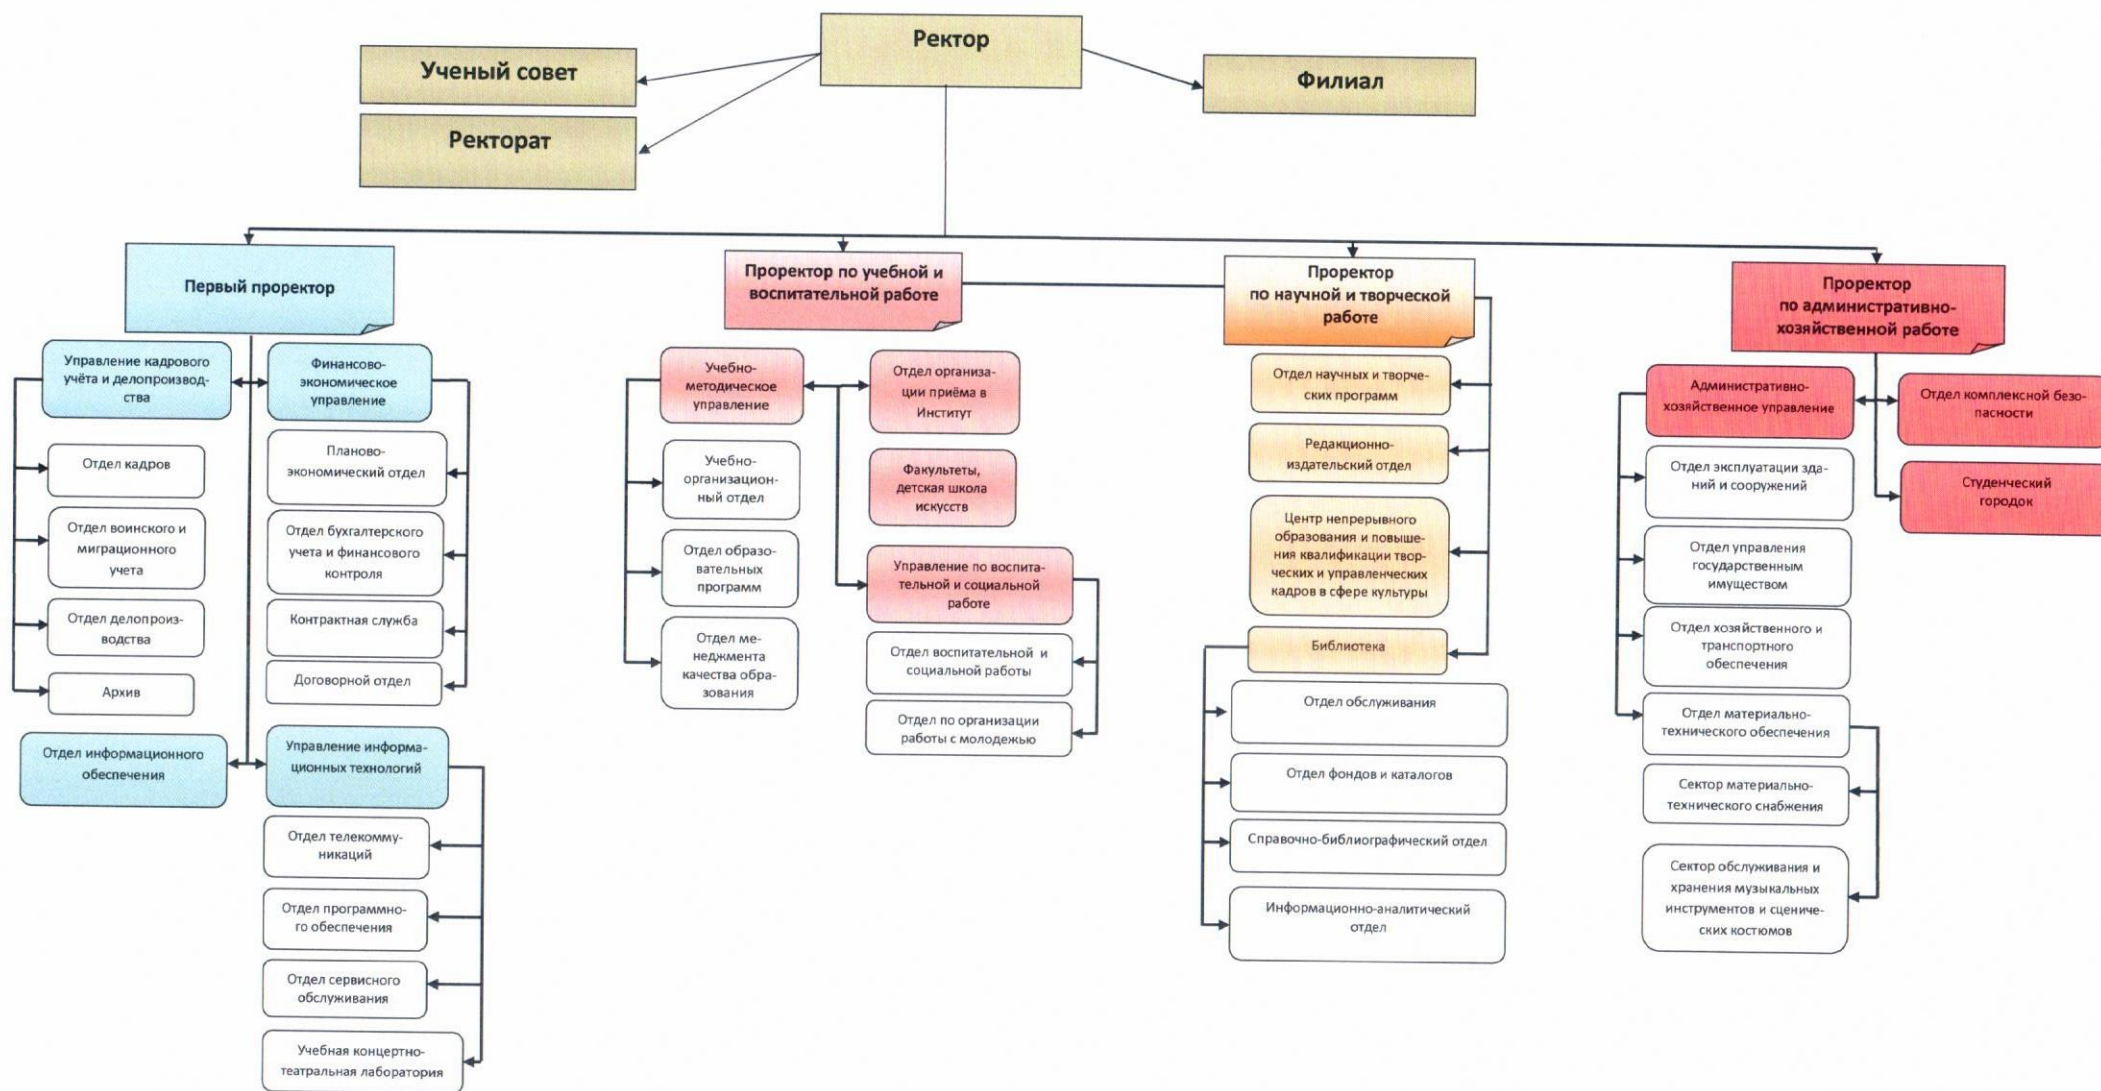 Ректор
Ученый совет
Филиал
Ректорат
Первый проректор
Управление кадрового
учёта и делопроизвод-
ства
Финансово-
экономическое
управление
Отдел кадров
Планово-
экономический отдел
Отдел воинского и
миграционного
учета
Отдел бухгалтерского
учета и финансового
контроля
Отдел делопроиз-
водства
Контрактная служба
Архив
Договорной отдел
Отдел информационного
обеспечения
Управление информа-
ционных технологий
Отдел телекомму-
никаций
Отдел программно-
го обеспечения
Отдел сервисного
обслуживания
Учебная концертно-
театральная лаборатория
Проректор по учебной и
воспитательной работе
Учебно-
методическое
управление
Отдел организа-
ции приёма в
Институт
Учебно-
организацион-
ный отдел
Факультеты,
детская школа
искусств
Отдел образо-
вательных
программ
Управление по воспита-
тельной и социальной
работе
Отдел ме-
неджмента
качества обра-
зования
Отдел воспитательной и
социальной работы
Отдел по организации
работы с молодежью
Проректор
по научной и творческой
работе
Отдел научных и творче-
ских программ
Редакционно-
издательский отдел
Центр непрерывного
образования и повыше-
ния квалификации твор-
ческих и управленческих
кадров в сфере культуры
Библиотека
Отдел обслуживания
Отдел фондов и каталогов
Справочно-библиографический отдел
Информационно-аналитический
отдел
Проректор
по административно-
хозяйственной работе
Административно-
хозяйственное управление
Отдел комплексной безо-
пасности
Отдел эксплуатации зда-
ний и сооружений
Студенческий
городок
Отдел управления
государственным
имуществом
Отдел хозяйственного и
транспортного
обеспечения
Отдел материально-
технического обеспечения
Сектор материально-
технического снабжения
Сектор обслуживания и
хранения музыкальных
инструментов и сцениче-
ских костюмов